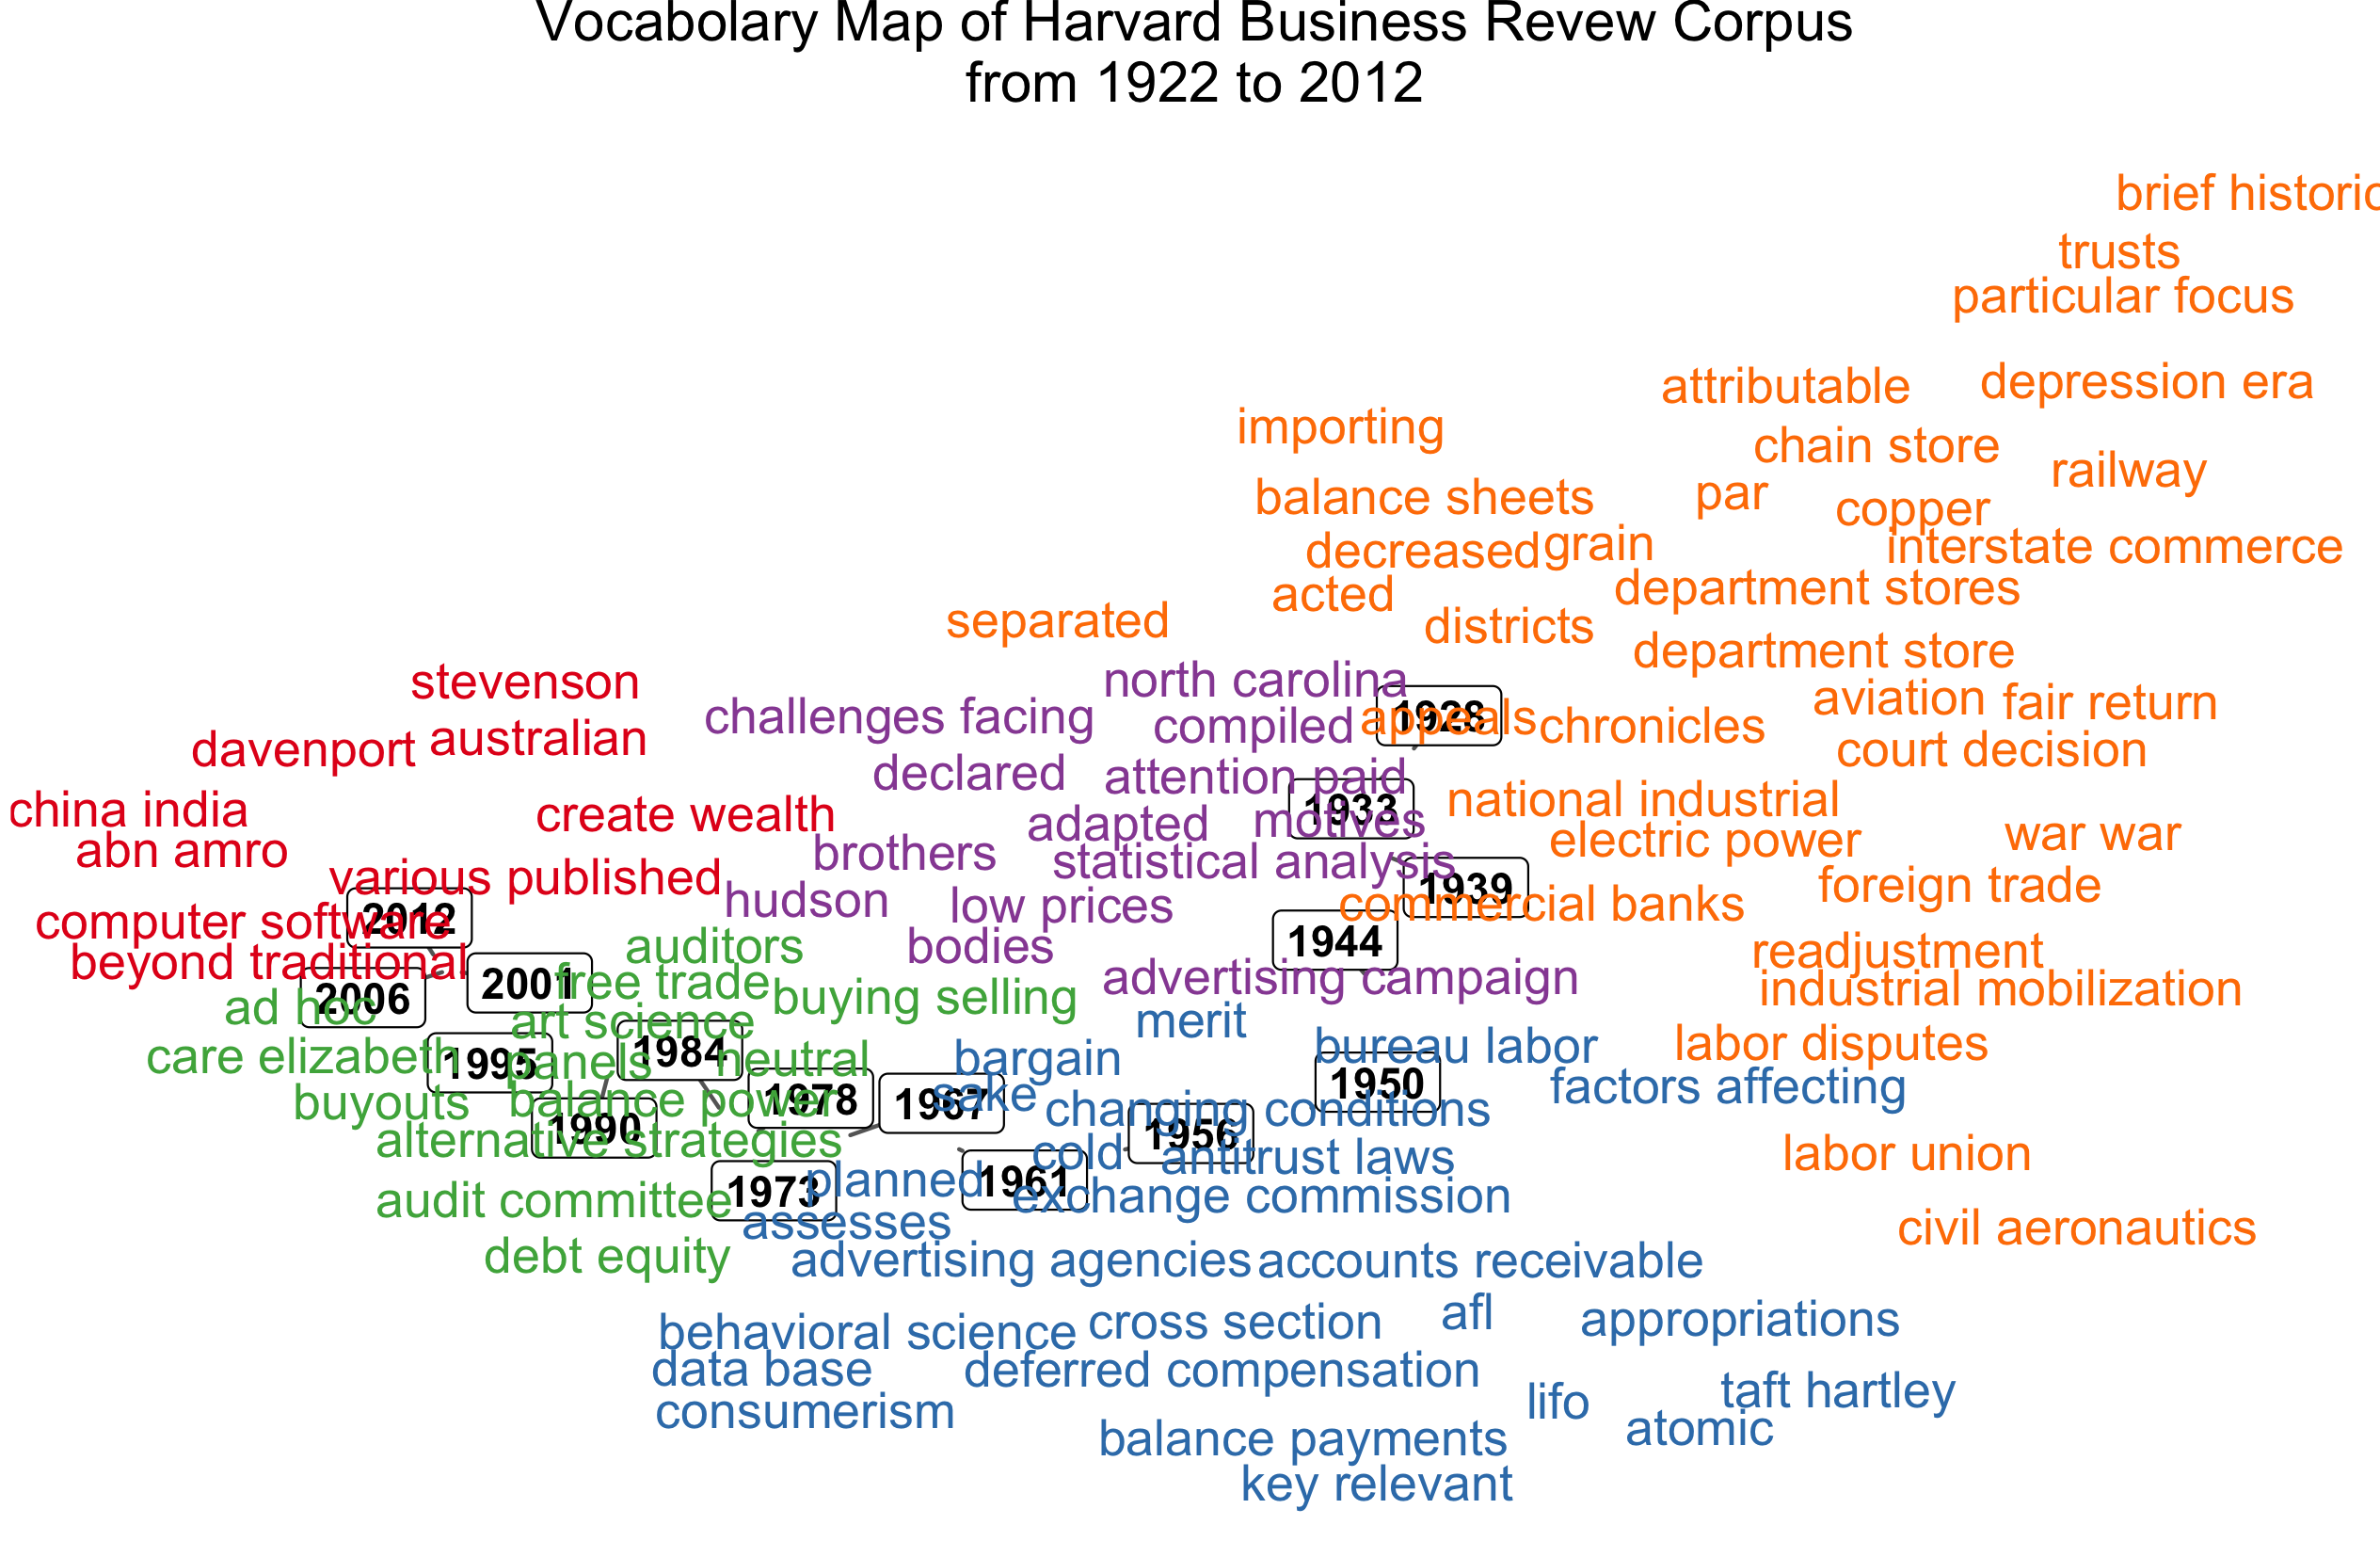 Vocabolary Map of Harvard Business Revew Corpus
from 1922 to 2012
brief historic
trusts
particular focus
attributable
depression era
importing
chain store
railway
balance sheets
par
copper
decreased
grain
interstate commerce
acted
department stores
separated
districts
department store
stevenson
north carolina
challenges facing
compiled
1928
appeals
chronicles
aviation
fair return
davenport
australian
court decision
declared
attention paid
china india
create wealth
adapted
1933
motives
national industrial
abn amro
brothers
statistical analysis
electric power
war war
various published
1939
hudson
low prices
commercial banks
foreign trade
computer software
2012
auditors
bodies
1944
readjustment
beyond traditional
2001
free trade
buying selling
advertising campaign
industrial mobilization
2006
ad hoc
art science
merit
care elizabeth
1995
panels
1984
neutral
bargain
bureau labor
labor disputes
buyouts
balance power
1978
1967
sake
changing conditions
1950
factors affecting
alternative strategies
1990
cold
1956
antitrust laws
labor union
audit committee
1973
planned
1961
exchange commission
assesses
civil aeronautics
debt equity
advertising agencies
accounts receivable
behavioral science
cross section
afl
appropriations
data base
deferred compensation
taft hartley
consumerism
lifo
atomic
balance payments
key relevant